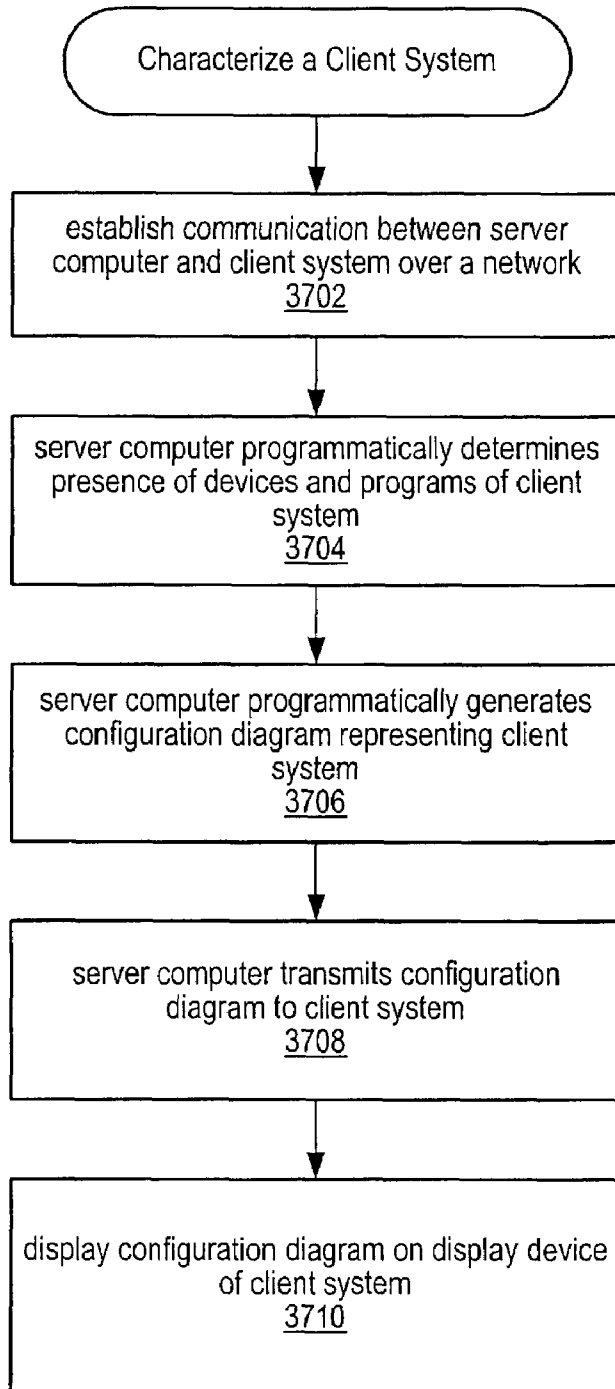 Characterize a Client System
establish communication between server
computer and client system over a network
3702
server computer programmatically determines
presence of devices and programs of client
system
3704
server computer programmatically generates
configuration diagram representing client
system
3706
server computer transmits configuration
diagram to client system
3708
display configuration diagram on display device
of client system
3710